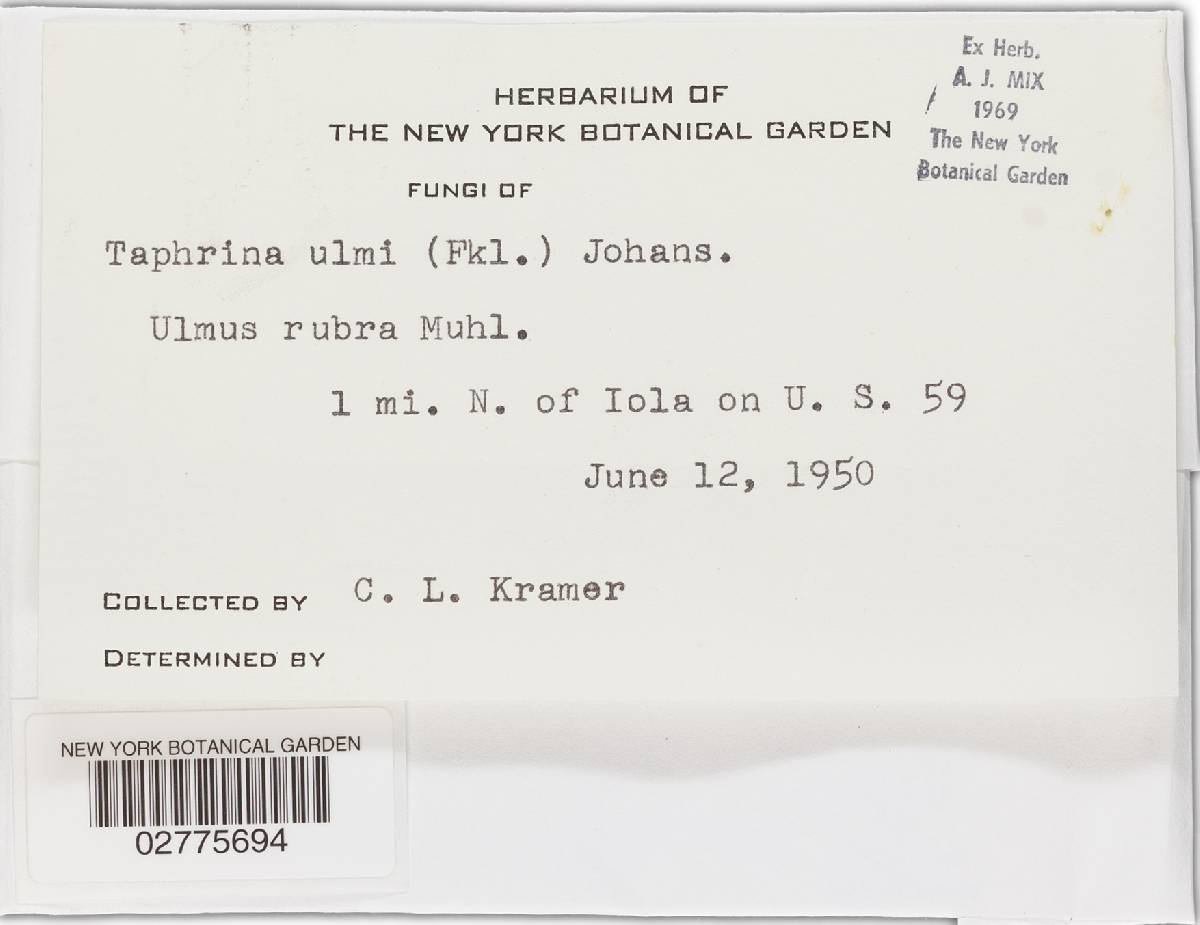 Ex Herb.
A. J. MIX
1969
The New York
Botanical Garden
HERBARIUM OF
THE NEW YORK BOTANICAL GARDEN
FUNGI OF
Taphrina ulmi (Fkl.) Johans.
Ulmus rubra Muhl.
1 mi. N. of Iola on U. S. 59
June 12, 1950
COLLECTED BY C. L. Kramer
DETERMINED BY
NEW YORK BOTANICAL GARDEN
02775694